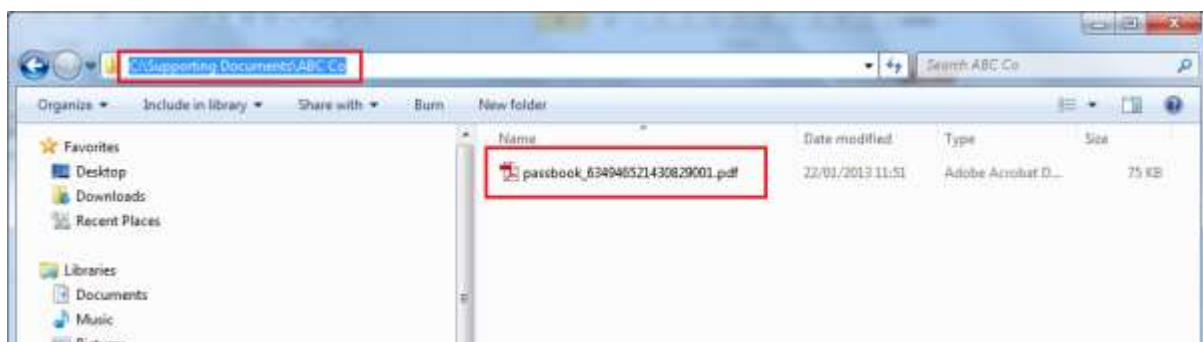 C:\Supporting Documents\ABC Co
Search ABC Co
Organize
Include in library
Share with
Burn
New folder
Name
Date modified
Type
Size
passbook_634946521430829001.pdf
22/01/2013 11:51
Adobe Acrobat D...
75 KB
Favorites
Desktop
Downloads
Recent Places
Libraries
Documents
Music